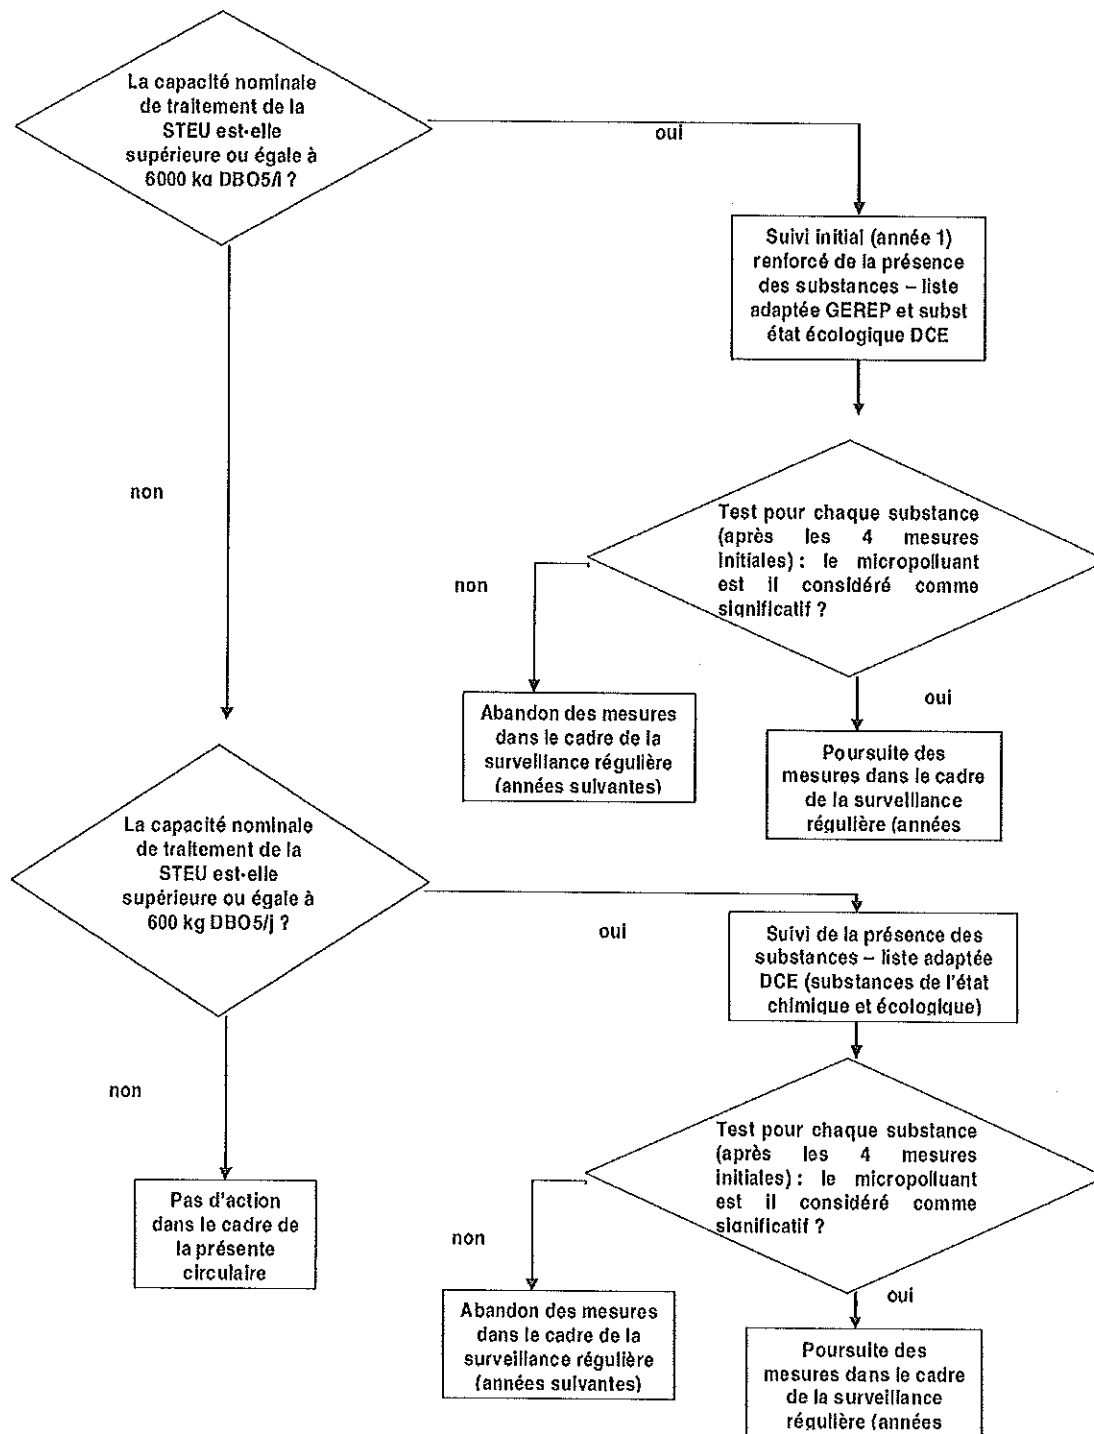 La capacité nominale
de traitement de la
STEU est-elle
supérieure ou égale à
6000 kg DBO5/j ?
oui
Suivi initial (année 1)
renforcé de la présence
des substances – liste
adaptée GEREP et subst
état écologique DCE
non
Test pour chaque substance
(après les 4 mesures
initiales) : le micropolluant
est il considéré comme
significatif ?
non
oui
Abandon des mesures
dans le cadre de la
surveillance régulière
(années suivantes)
Poursuite des
mesures dans le cadre
de la surveillance
régulière (années
La capacité nominale
de traitement de la
STEU est-elle
supérieure ou égale à
600 kg DBO5/j ?
oui
Suivi de la présence des
substances – liste adaptée
DCE (substances de l'état
chimique et écologique)
non
Test pour chaque substance
(après les 4 mesures
initiales) : le micropolluant
est il considéré comme
significatif ?
Pas d'action
dans le cadre de
la présente
circulaire
non
oui
Abandon des mesures
dans le cadre de la
surveillance régulière
(années suivantes)
Poursuite des
mesures dans le cadre
de la surveillance
régulière (années